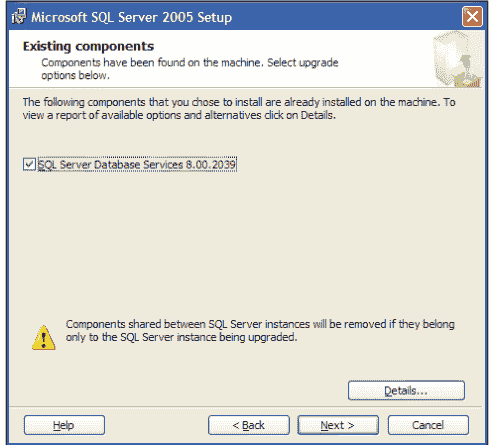 Microsoft SQL Server 2005 Setup
Existing components
Components have been found on the machine. Select upgrade
options below.
The following components that you chose to install are already installed on the machine. To
view a report of available options and alternatives click on Details.
SQL Server Database Services 8.00.2039
Components shared between SQL Server instances will be removed if they belong
only to the SQL Server instance being upgraded.
Details...
Help
< Back
Next >
Cancel